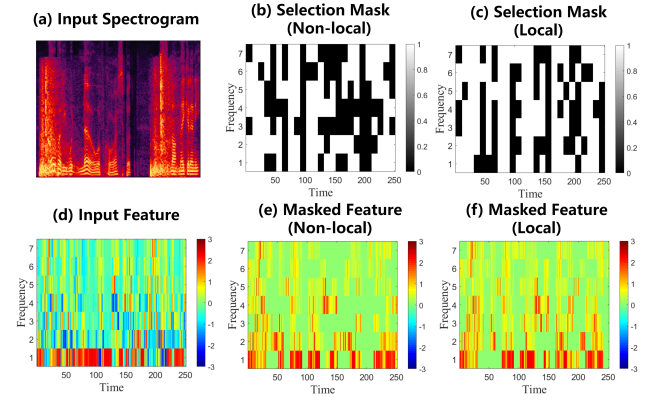 (a) Input Spectrogram
(b) Selection Mask
(Non-local)
(c) Selection Mask
(Local)
Frequency
7
6
5
4
3
2
1
50 100 150 200 250
Time
1
0.8
0.6
0.4
0.2
0
Frequency
7
6
5
4
3
2
1
50 100 150 200 250
Time
1
0.8
0.6
0.4
0.2
0
(d) Input Feature
(e) Masked Feature
(Non-local)
(f) Masked Feature
(Local)
Frequency
7
6
5
4
3
2
1
50 100 150 200 250
Time
3
2
1
0
-1
-2
-3
Frequency
7
6
5
4
3
2
1
50 100 150 200 250
Time
3
2
1
0
-1
-2
-3
Frequency
7
6
5
4
3
2
1
50 100 150 200 250
Time
3
2
1
0
-1
-2
-3